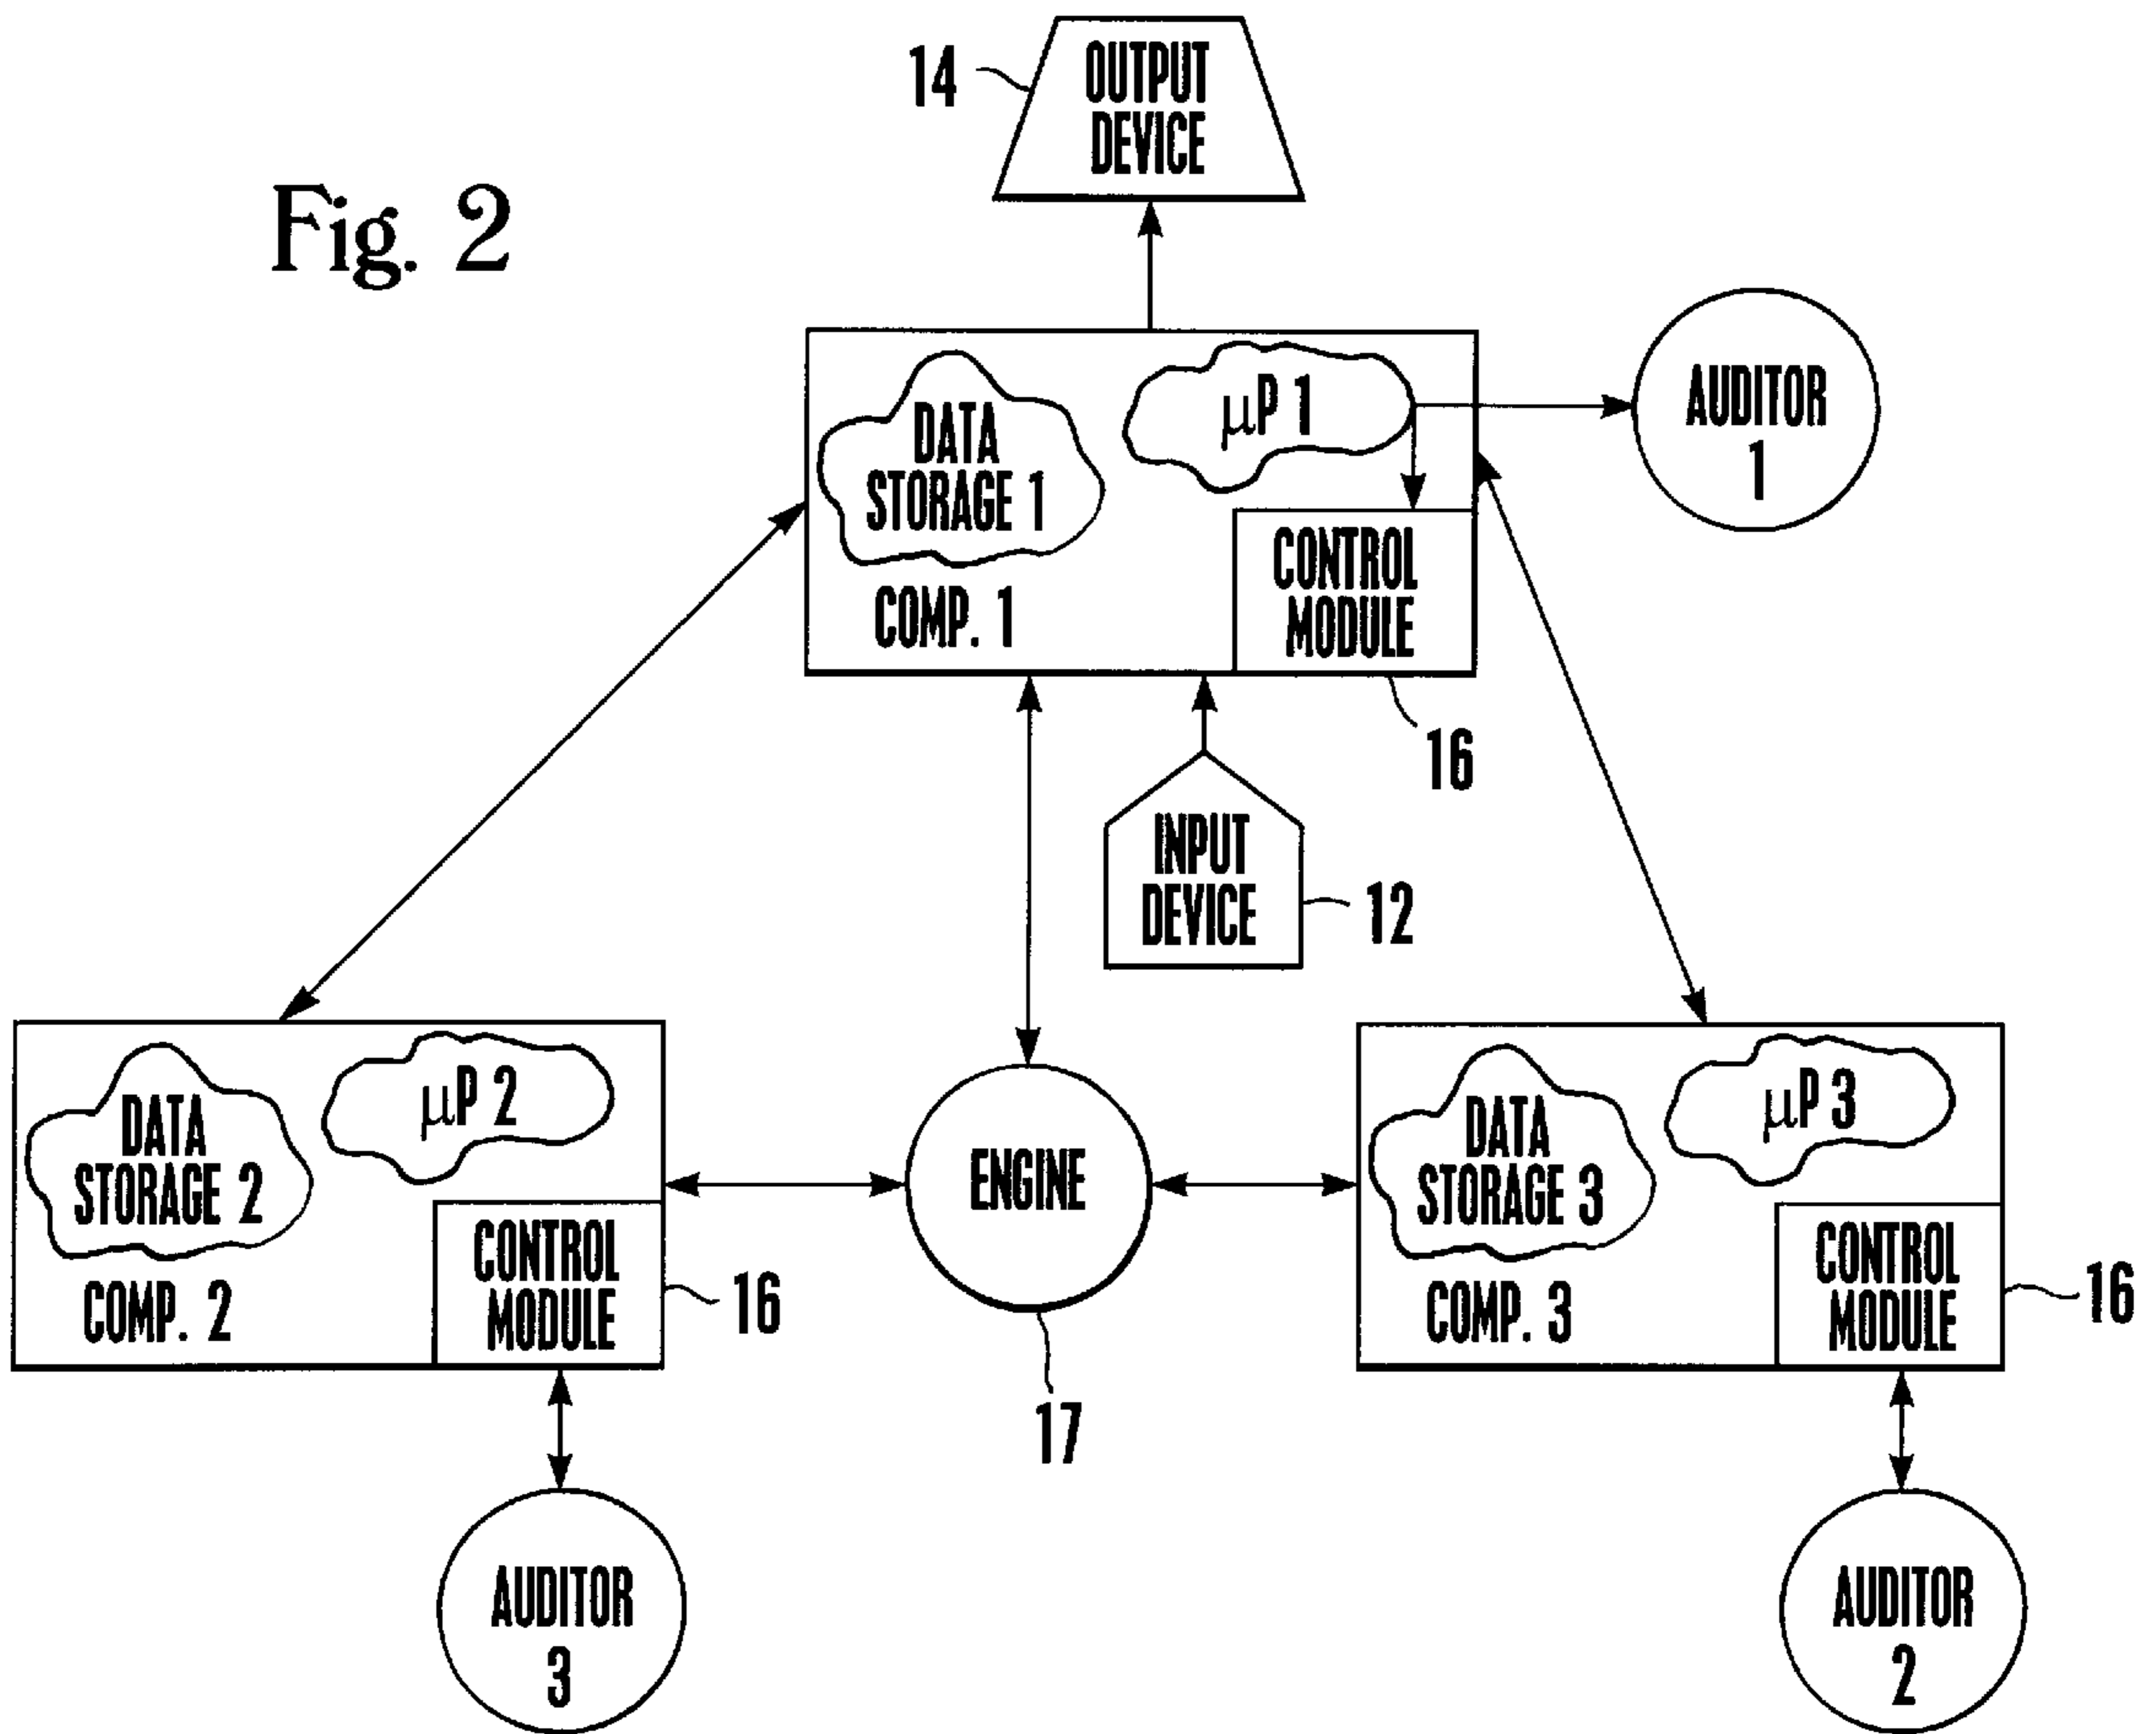 Fig. 2
14
OUTPUT
DEVICE
DATA
STORAGE 1
µP 1
COMP. 1
CONTROL
MODULE
16
AUDITOR
1
INPUT
DEVICE
12
DATA
STORAGE 2
µP 2
COMP. 2
CONTROL
MODULE
16
ENGINE
17
DATA
STORAGE 3
µP 3
COMP. 3
CONTROL
MODULE
16
AUDITOR
3
AUDITOR
2